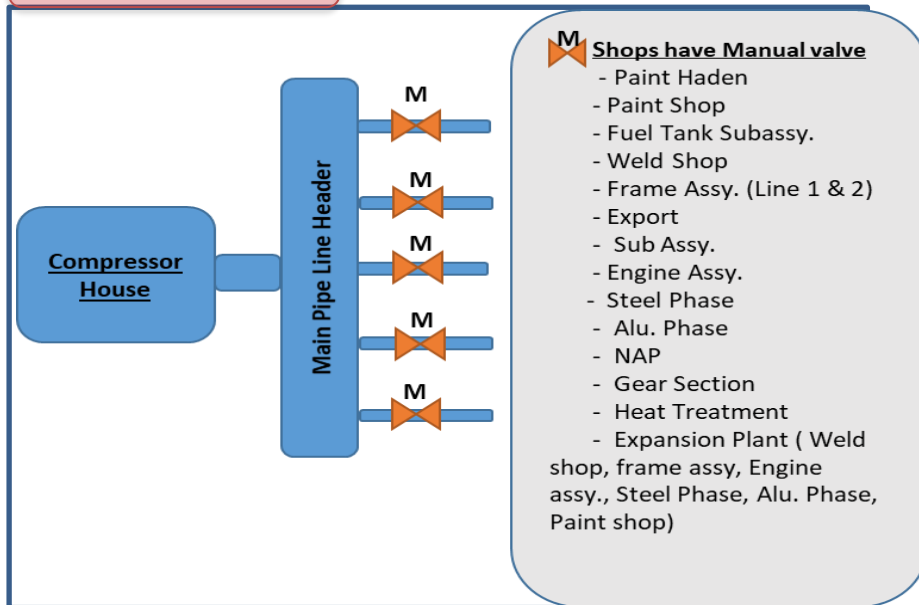 M Shops have Manual valve
- Paint Haden
- Paint Shop
- Fuel Tank Subassy.
- Weld Shop
- Frame Assy. (Line 1 & 2)
- Export
- Sub Assy.
- Engine Assy.
- Steel Phase
- Alu. Phase
- NAP
- Gear Section
- Heat Treatment
- Expansion Plant ( Weld
shop, frame assy, Engine
assy., Steel Phase, Alu. Phase,
Paint shop)
Compressor
House
Main Pipe Line Header
M
M
M
M
M